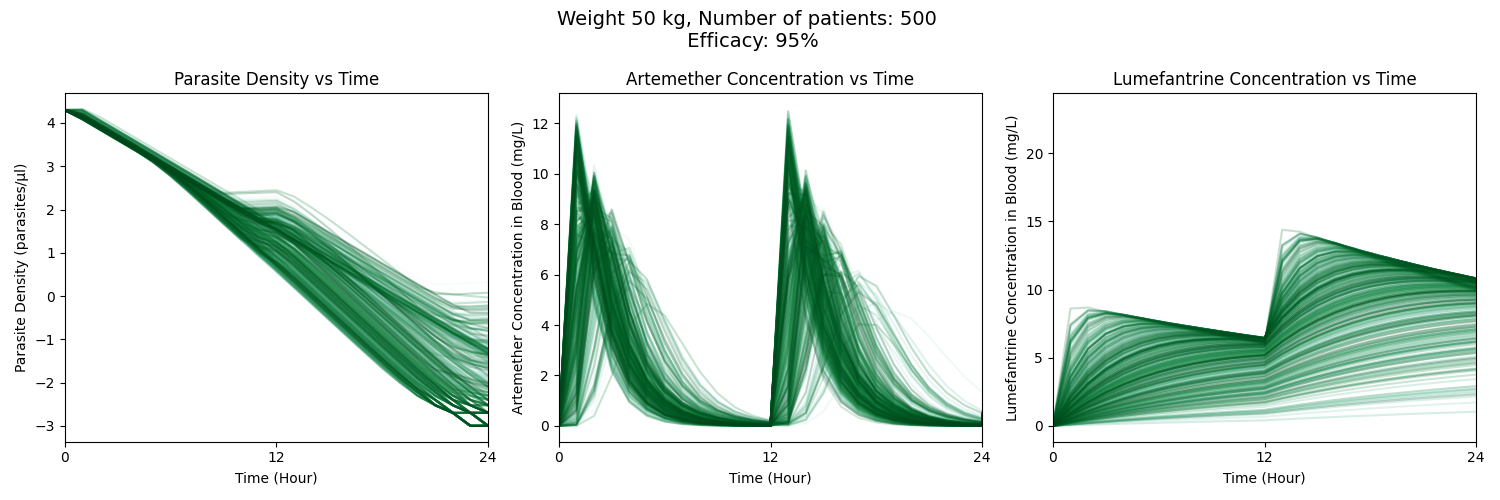 Weight 50 kg, Number of patients: 500
Efficacy: 95%
Parasite Density vs Time
Parasite Density (parasites/µl)
4
3
2
1
0
−1
−2
−3
0
12
24
Time (Hour)
Artemether Concentration vs Time
Artemether Concentration in Blood (mg/L)
12
10
8
6
4
2
0
0
12
24
Time (Hour)
Lumefantrine Concentration vs Time
Lumefantrine Concentration in Blood (mg/L)
20
15
10
5
0
0
12
24
Time (Hour)